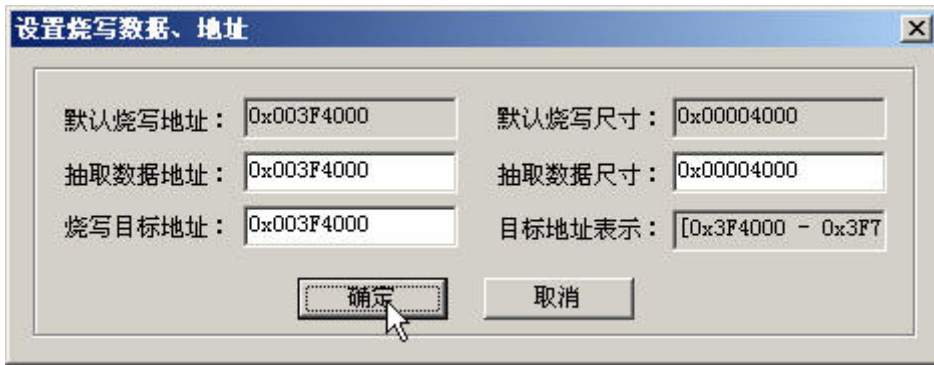 设置烧写数据、地址
默认烧写地址： 0x003F4000 默认烧写尺寸： 0x00004000
抽取数据地址： 0x003F4000 抽取数据尺寸： 0x00004000
烧写目标地址： 0x003F4000 目标地址表示： [0x3F4000 - 0x3F7
确定 取消